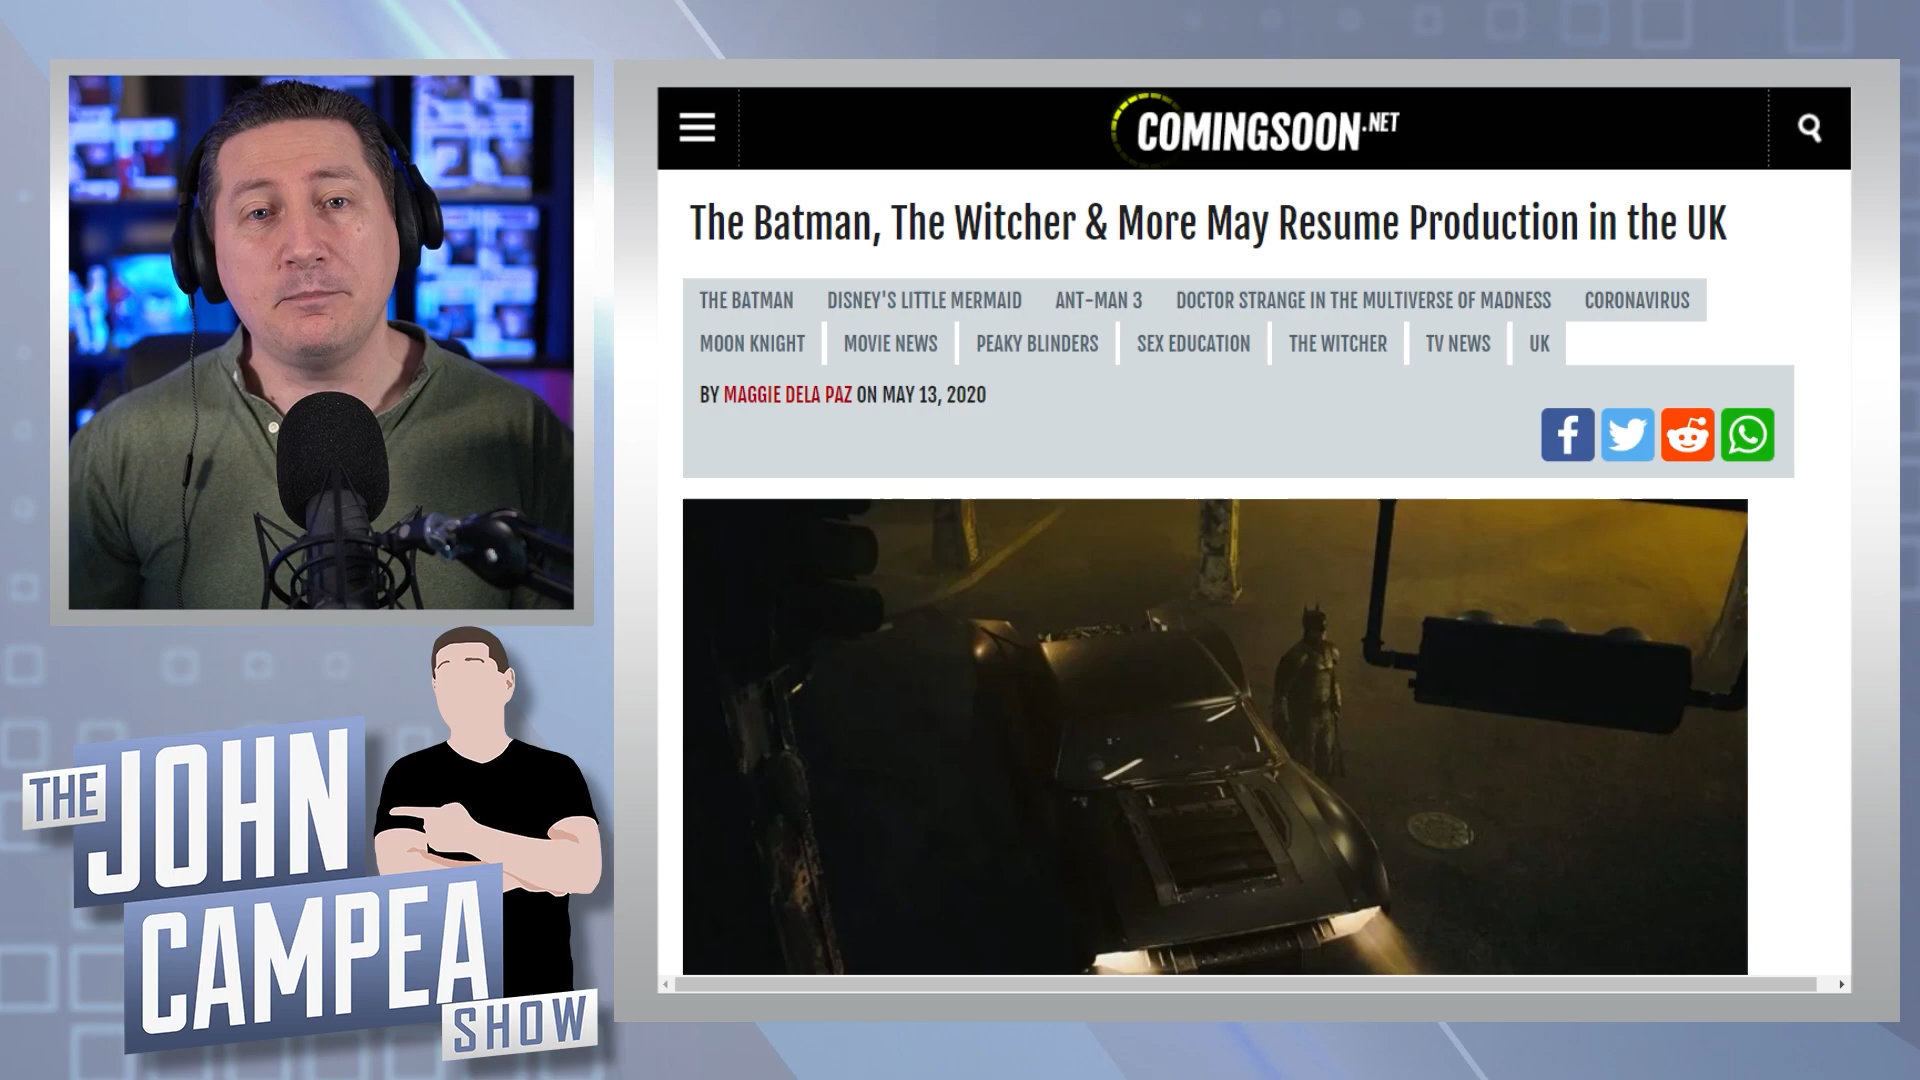 COMINGSOON.NET
The Batman, The Witcher & More May Resume Production in the UK
THE BATMAN DISNEY'S LITTLE MERMAID ANT-MAN 3 DOCTOR STRANGE IN THE MULTIVERSE OF MADNESS CORONAVIRUS
MOON KNIGHT MOVIE NEWS PEAKY BLINDERS SEX EDUCATION THE WITCHER TV NEWS UK
BY MAGGIE DELA PAZ ON MAY 13, 2020
THE
JOHN
CAMPEA
SHOW